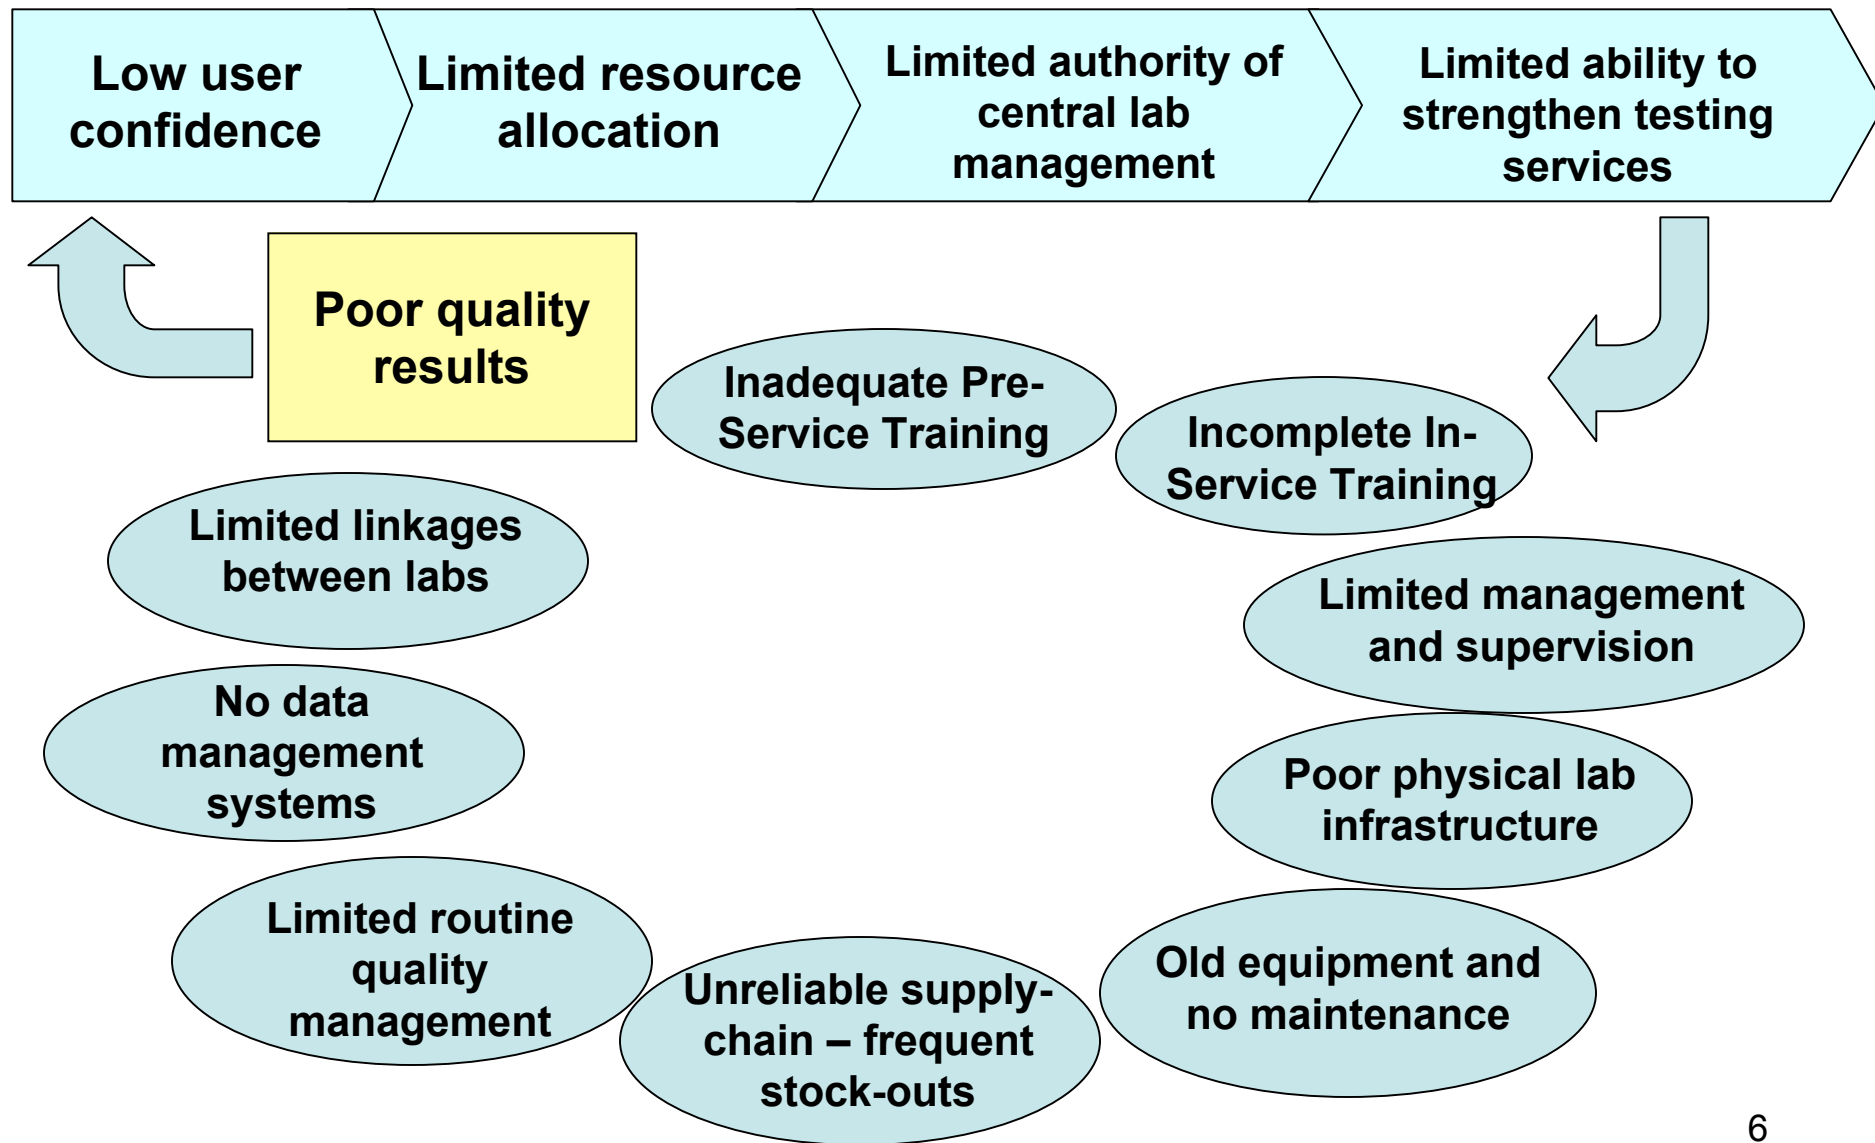 Low user
confidence
Limited resource
allocation
Limited authority of
central lab
management
Limited ability to
strengthen testing
services
Poor quality
results
Inadequate Pre-
Service Training
Incomplete In-
Service Training
Limited linkages
between labs
Limited management
and supervision
No data
management
systems
Poor physical lab
infrastructure
Limited routine
quality
management
Unreliable supply-
chain – frequent
stock-outs
Old equipment and
no maintenance
6